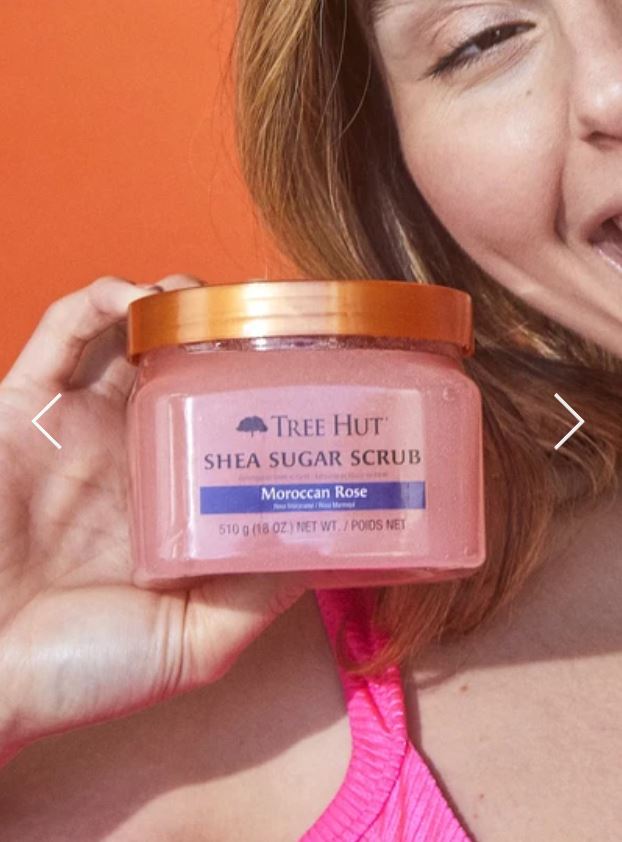 TREE HUT
SHEA SUGAR SCRUB
Moroccan Rose
510 g (18 OZ.) NET WT. / POIDS NET